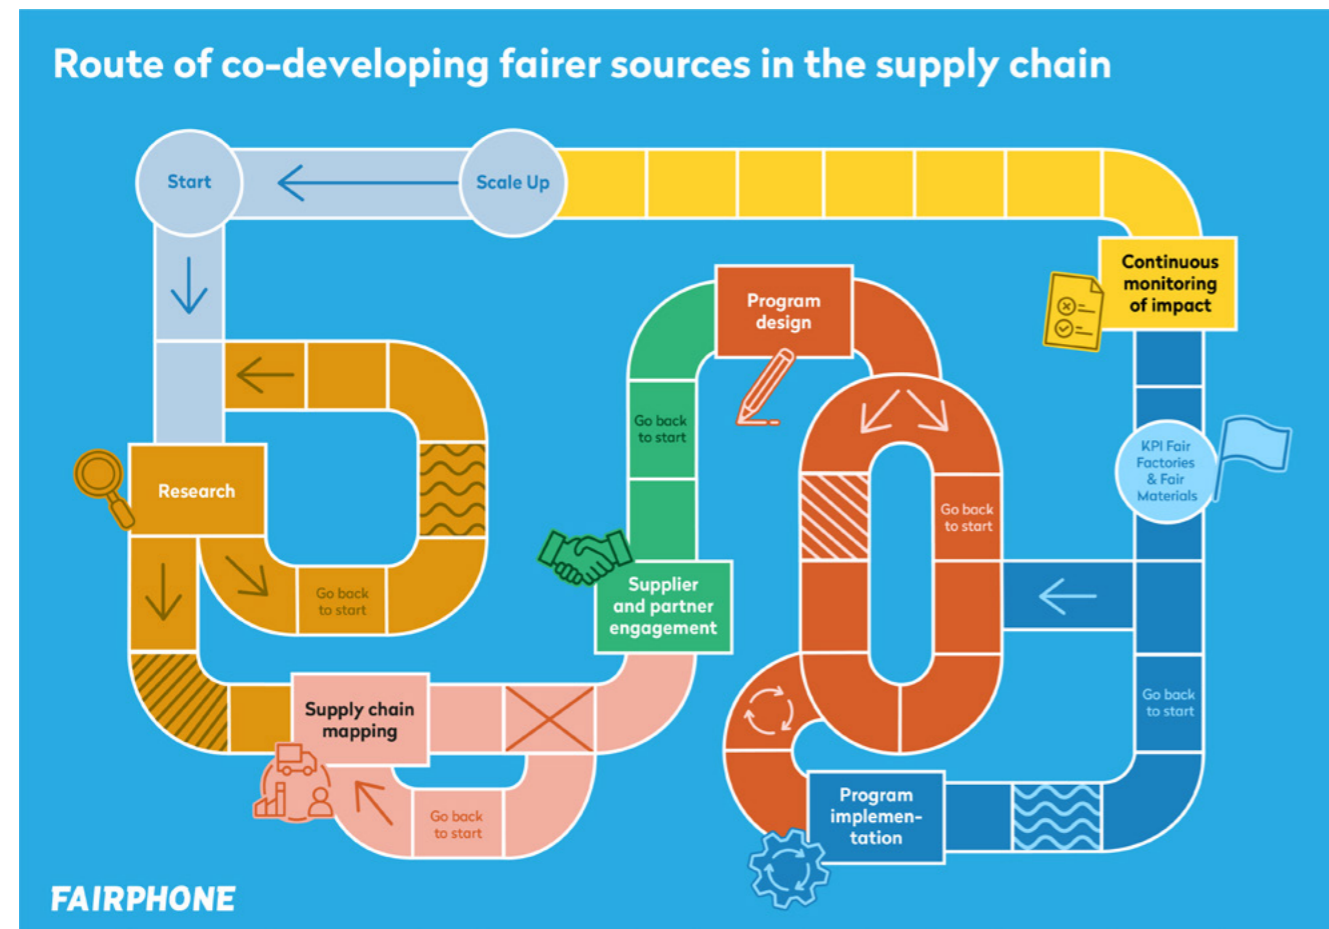 Route of co-developing fairer sources in the supply chain
Start
Scale Up
Continuous
monitoring
of impact
Program
design
Go back
to start
KPI Fair
Factories
& Fair
Materials
Research
Go back
to start
Go back
to start
Supplier
and partner
engagement
Supply chain
mapping
Go back
to start
Go back
to start
Program
implemen-
tation
FAIRPHONE